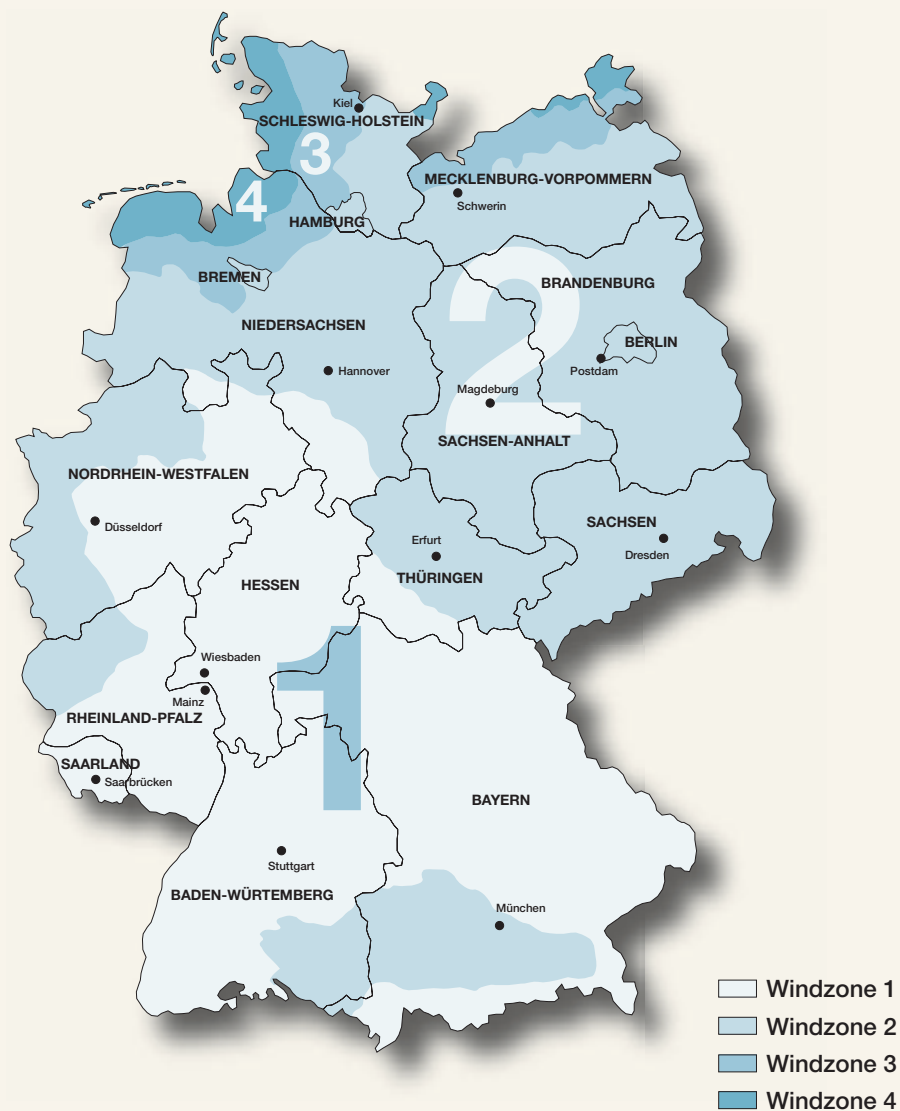 Kiel
SCHLESWIG-HOLSTEIN
3
MECKLENBURG-VORPOMMERN
Schwerin
4
HAMBURG
BREMEN
2
BRANDENBURG
NIEDERSACHSEN
BERLIN
Postdam
Hannover
Magdeburg
SACHSEN-ANHALT
NORDRHEIN-WESTFALEN
Düsseldorf
SACHSEN
Dresden
Erfurt
THÜRINGEN
HESSEN
1
Wiesbaden
Mainz
RHEINLAND-PFALZ
SAARLAND
Saarbrücken
BAYERN
Stuttgart
BADEN-WÜRTEMBERG
München
Windzone 1
Windzone 2
Windzone 3
Windzone 4